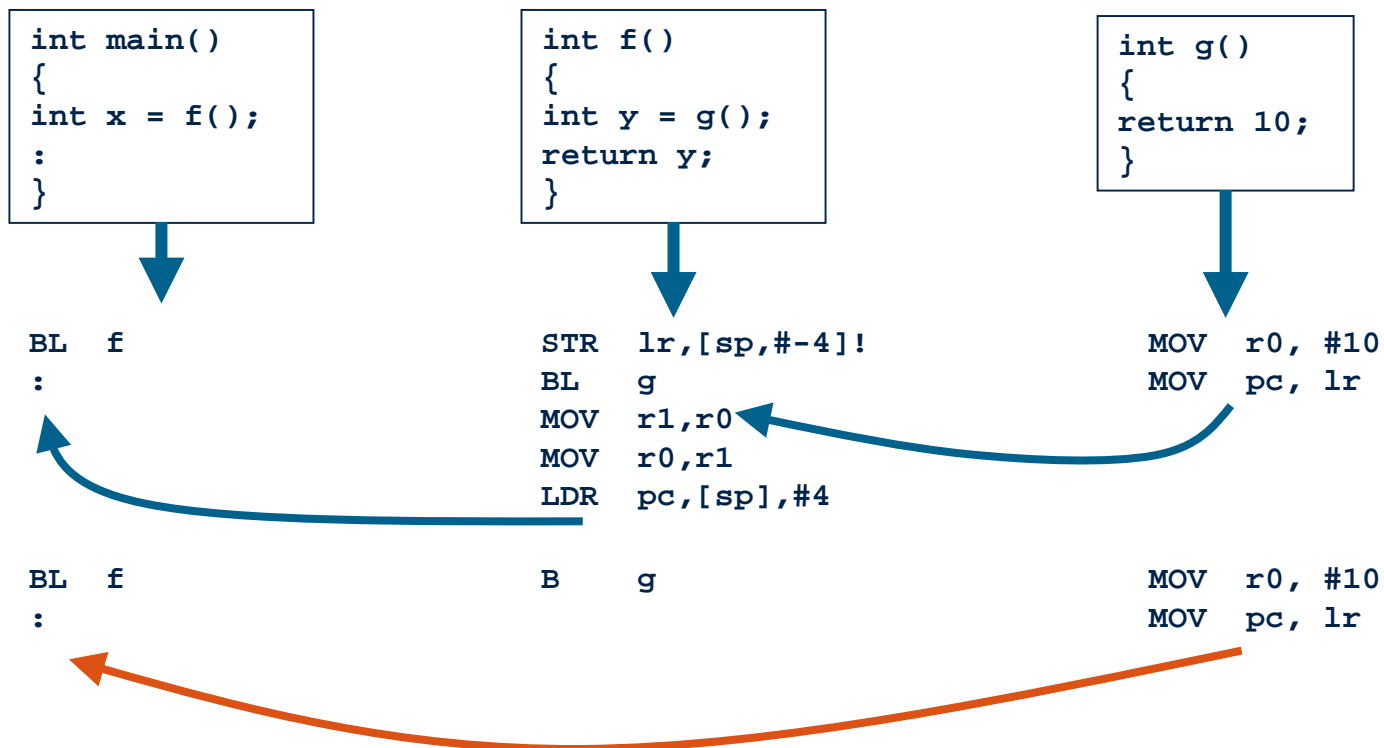 int main()
{
int x = f();
:
}
int f()
{
int y = g();
return y;
}
int g()
{
return 10;
}
BL f
:
STR lr,[sp,#-4]!
BL g
MOV r1,r0
MOV r0,r1
LDR pc,[sp],#4
MOV r0, #10
MOV pc, lr
BL f
:
B g
MOV r0, #10
MOV pc, lr